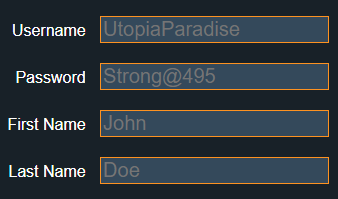 Username UtopiaParadise
Password Strong@495
First Name John
Last Name Doe